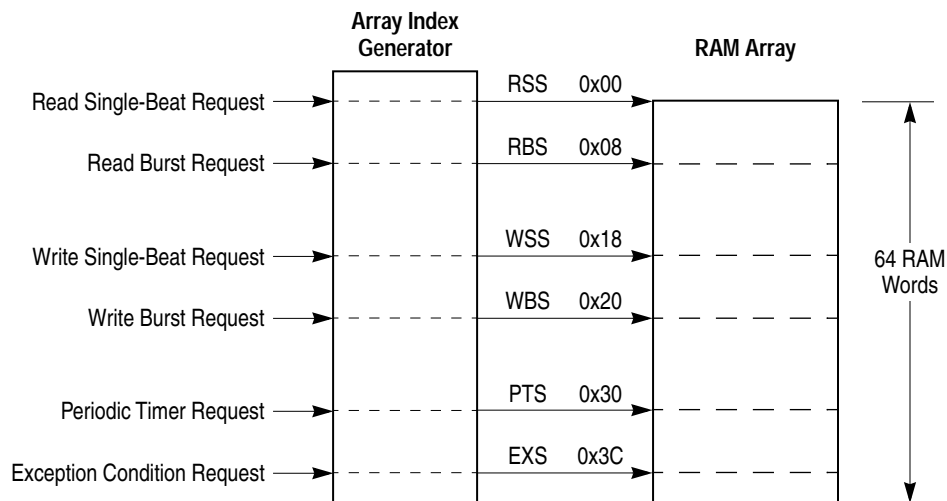 Array Index
Generator
RAM Array
Read Single-Beat Request
RSS 0x00
Read Burst Request
RBS 0x08
Write Single-Beat Request
WSS 0x18
64 RAM
Words
Write Burst Request
WBS 0x20
Periodic Timer Request
PTS 0x30
Exception Condition Request
EXS 0x3C